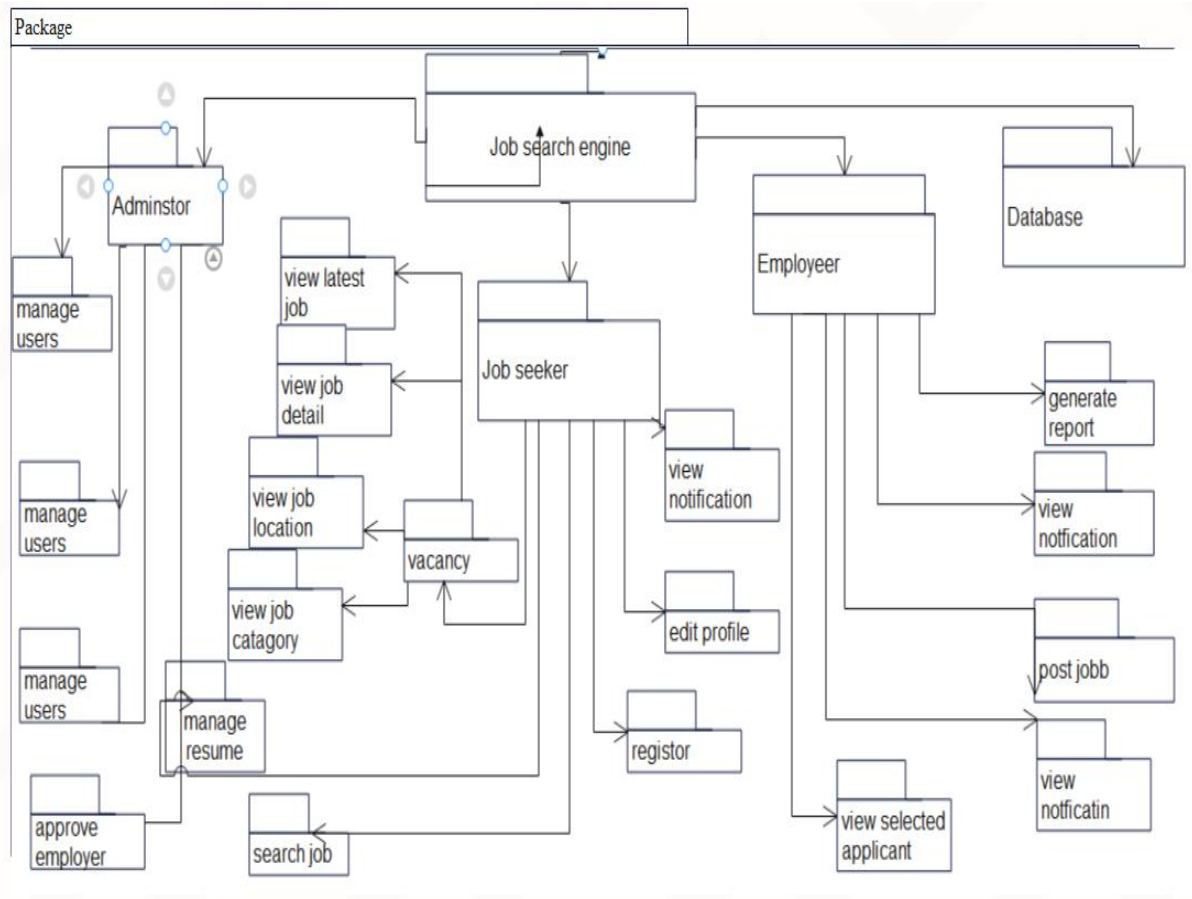 Package
Job search engine
Adminstor
Database
Employeer
view latest
job
manage
users
Job seeker
view job
detail
generate
report
view
notification
view job
location
manage
users
view
notfication
vacancy
view job
catagory
edit profile
post jobb
manage
users
manage
resume
registor
view
notficatin
approve
employer
search job
view selected
applicant